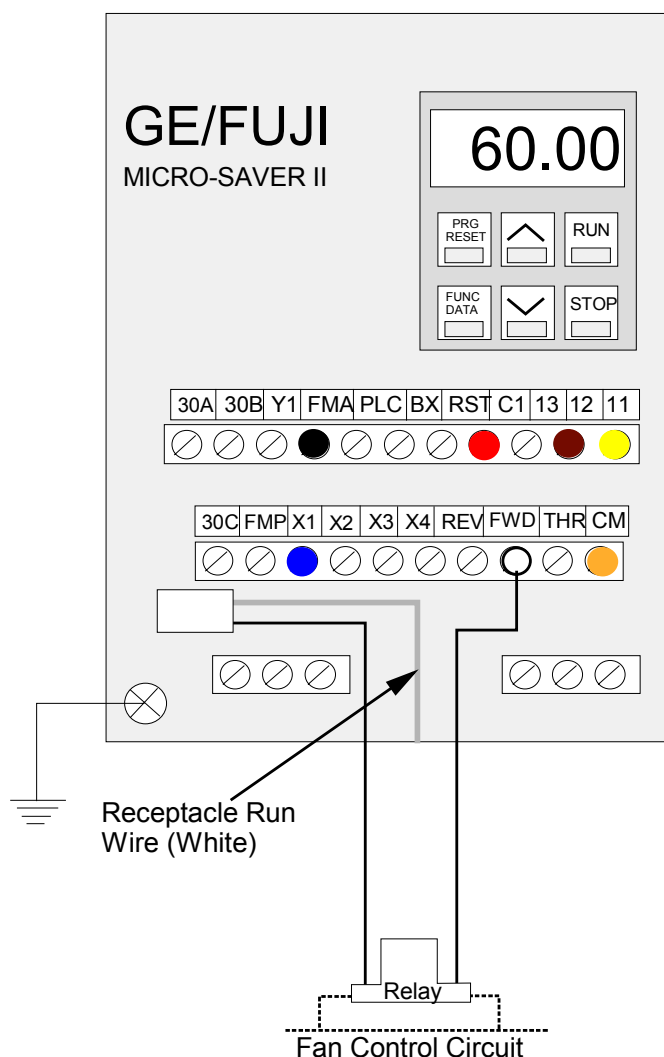 GE/FUJI
MICRO-SAVER II
60.00
PRG
RESET
RUN
FUNC
DATA
STOP
30A 30B Y1 FMA PLC BX RST C1 13 12 11
30C FMP X1 X2 X3 X4 REV FWD THR CM
Receptacle Run
Wire (White)
Relay
Fan Control Circuit